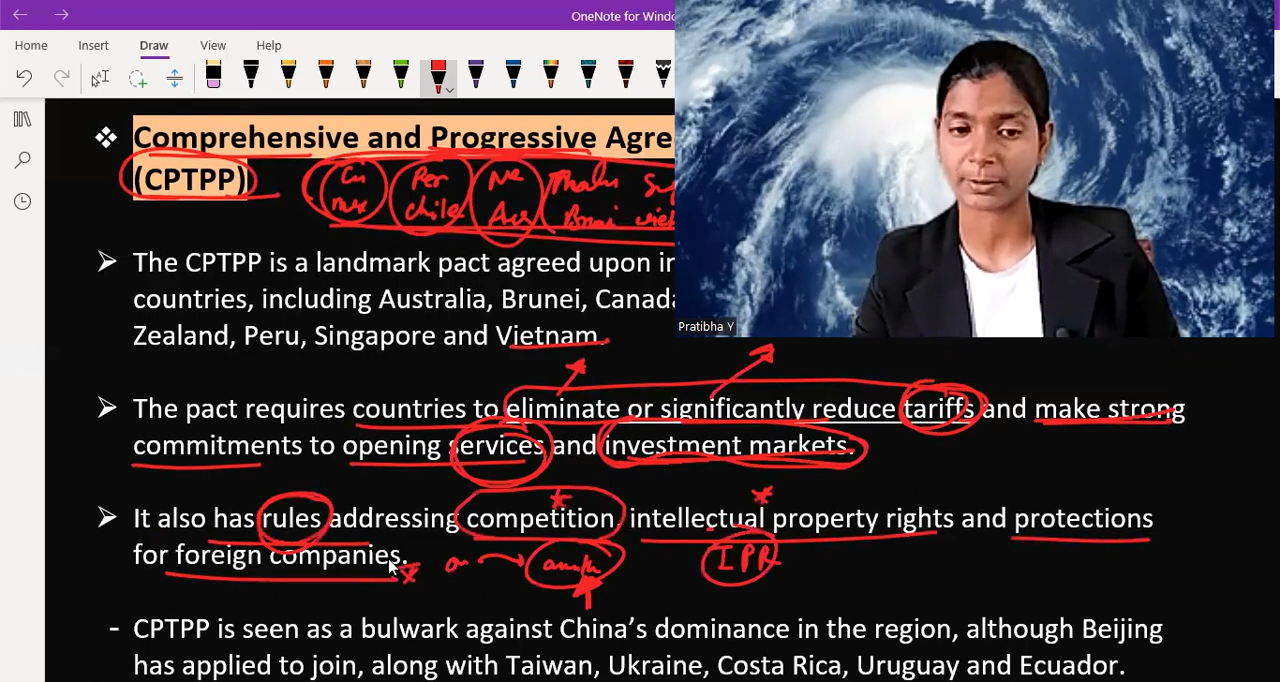 OneNote for Windo
Home Insert Draw View Help
❖ Comprehensive and Progressive Agre
(CPTPP)
Per
chile
Ne
➢ The CPTPP is a landmark pact agreed upon in
countries, including Australia, Brunei, Canada
Zealand, Peru, Singapore and Vietnam.
Pratibha Y
➢ The pact requires countries to eliminate or significantly reduce tariffs and make strong
commitments to opening services and investment markets.
➢ It also has rules addressing competition, intellectual property rights and protections
for foreign companies.
IPR
- CPTPP is seen as a bulwark against China's dominance in the region, although Beijing
has applied to join, along with Taiwan, Ukraine, Costa Rica, Uruguay and Ecuador.